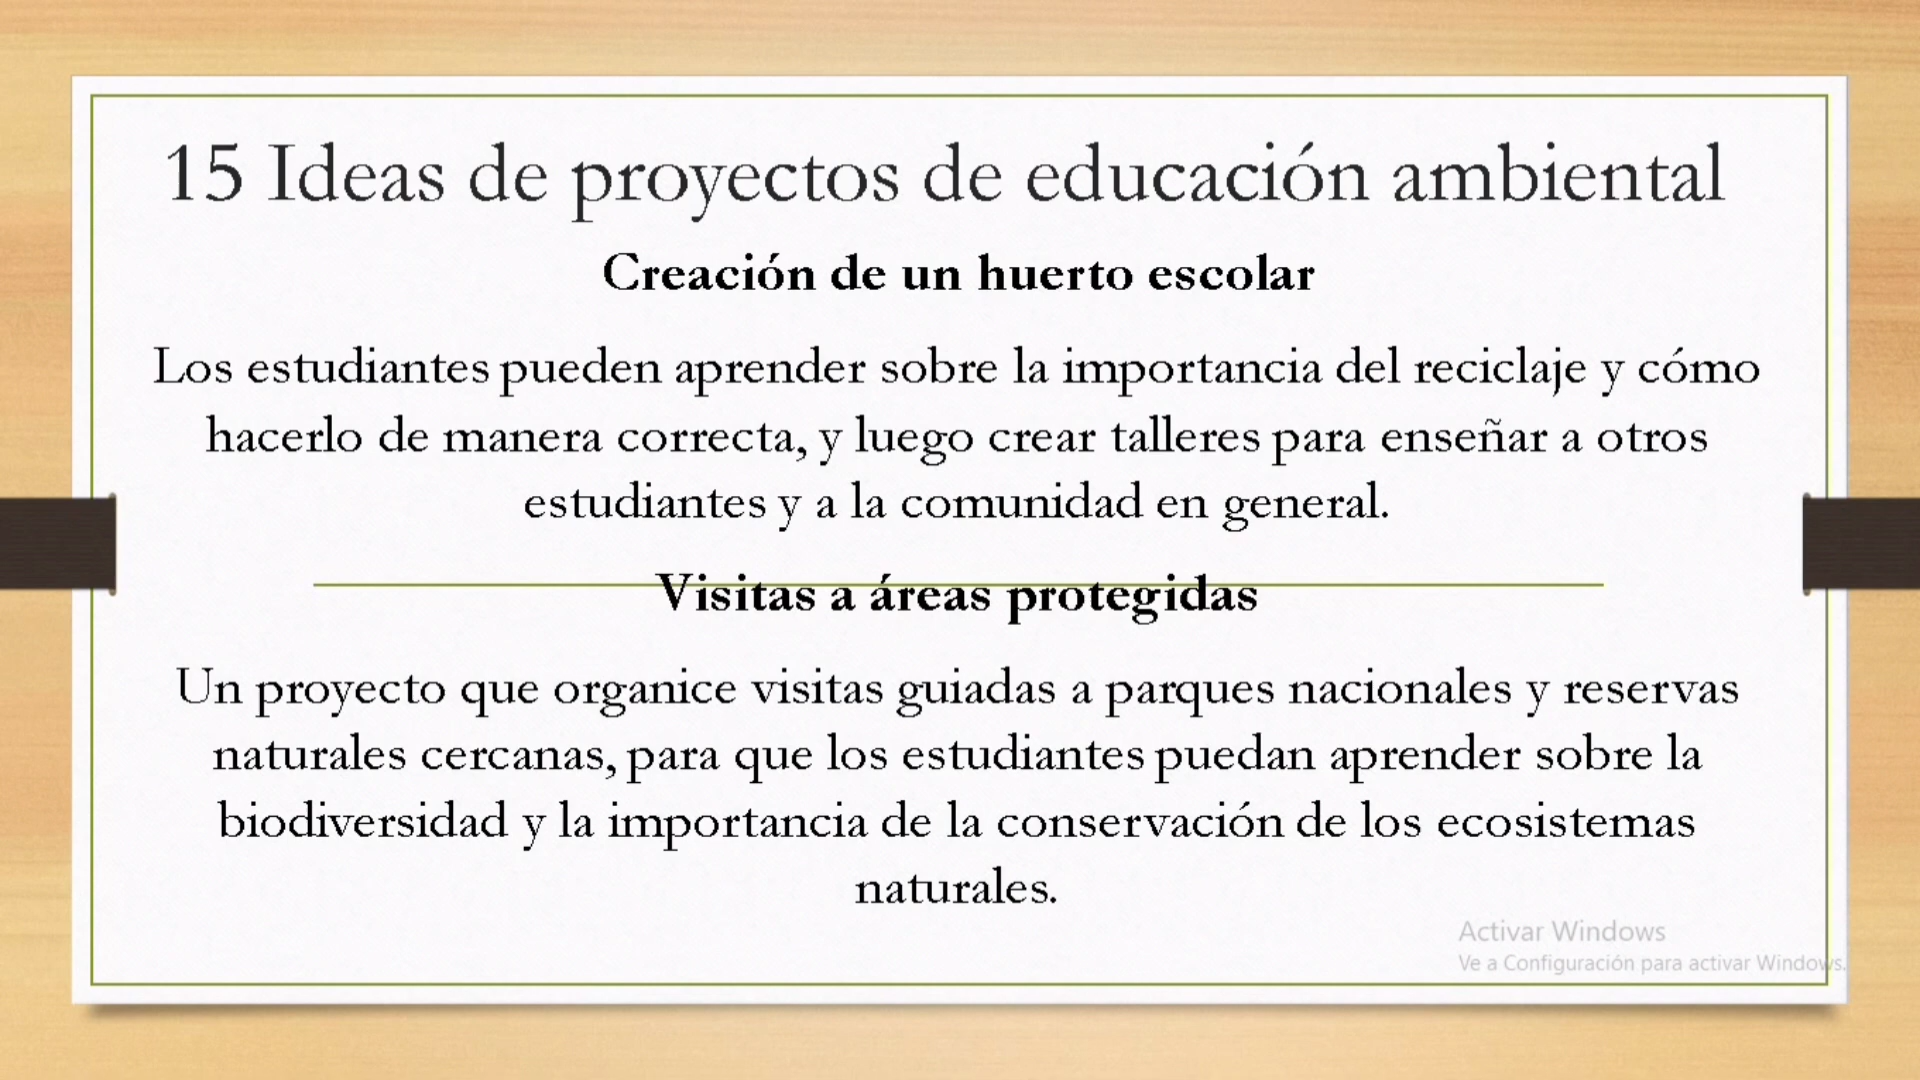 15 Ideas de proyectos de educación ambiental
Creación de un huerto escolar
Los estudiantes pueden aprender sobre la importancia del reciclaje y cómo
hacerlo de manera correcta, y luego crear talleres para enseñar a otros
estudiantes y a la comunidad en general.
Visitas a áreas protegidas
Un proyecto que organice visitas guiadas a parques nacionales y reservas
naturales cercanas, para que los estudiantes puedan aprender sobre la
biodiversidad y la importancia de la conservación de los ecosistemas
naturales.
Activar Windows
Ve a Configuración para activar Windows.